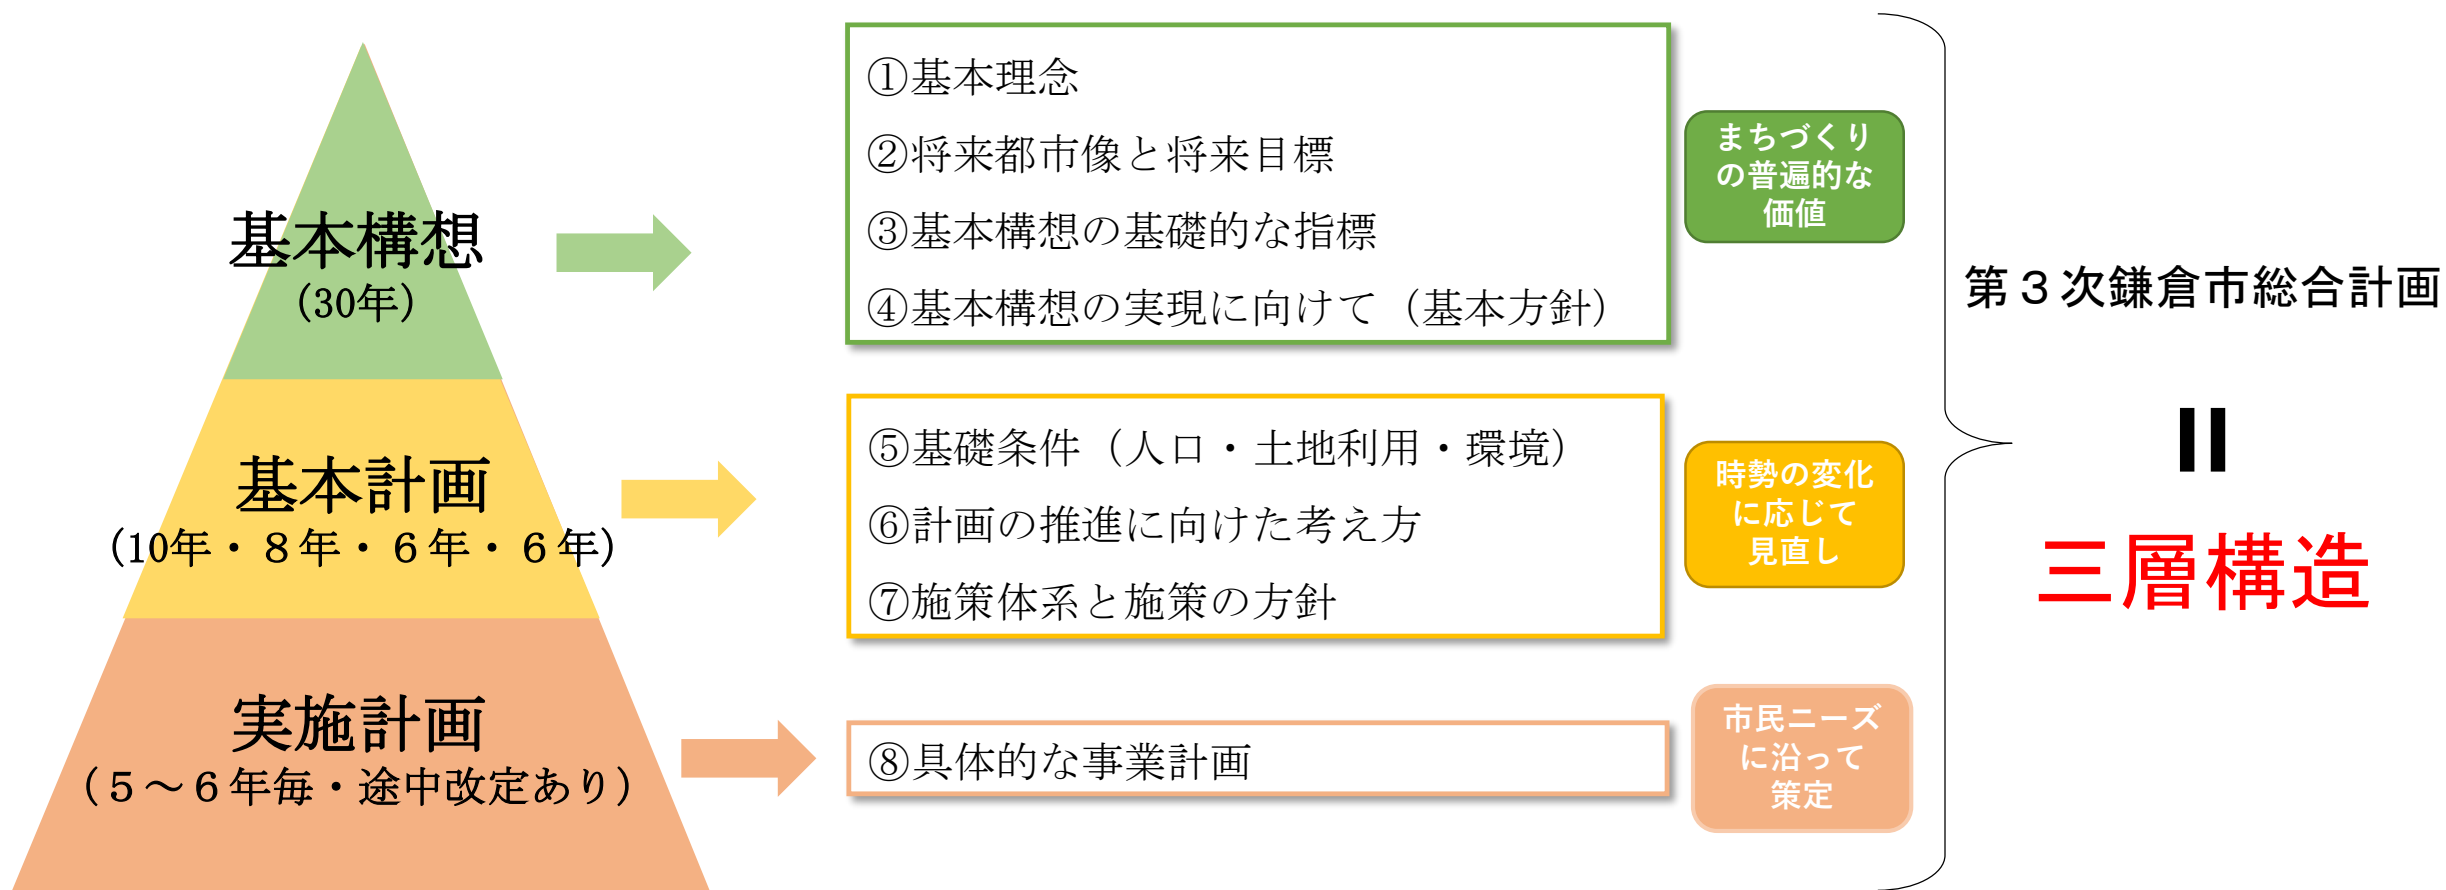 基本構想
（30年）
①基本理念
②将来都市像と将来目標
③基本構想の基礎的な指標
④基本構想の実現に向けて（基本方針）
まちづくり
の普遍的な
価値
基本計画
（10年・８年・６年・６年）
⑤基礎条件（人口・土地利用・環境）
⑥計画の推進に向けた考え方
⑦施策体系と施策の方針
時勢の変化
に応じて
見直し
実施計画
（５～６年毎・途中改定あり）
⑧具体的な事業計画
市民ニーズ
に沿って
策定
第３次鎌倉市総合計画
＝
三層構造